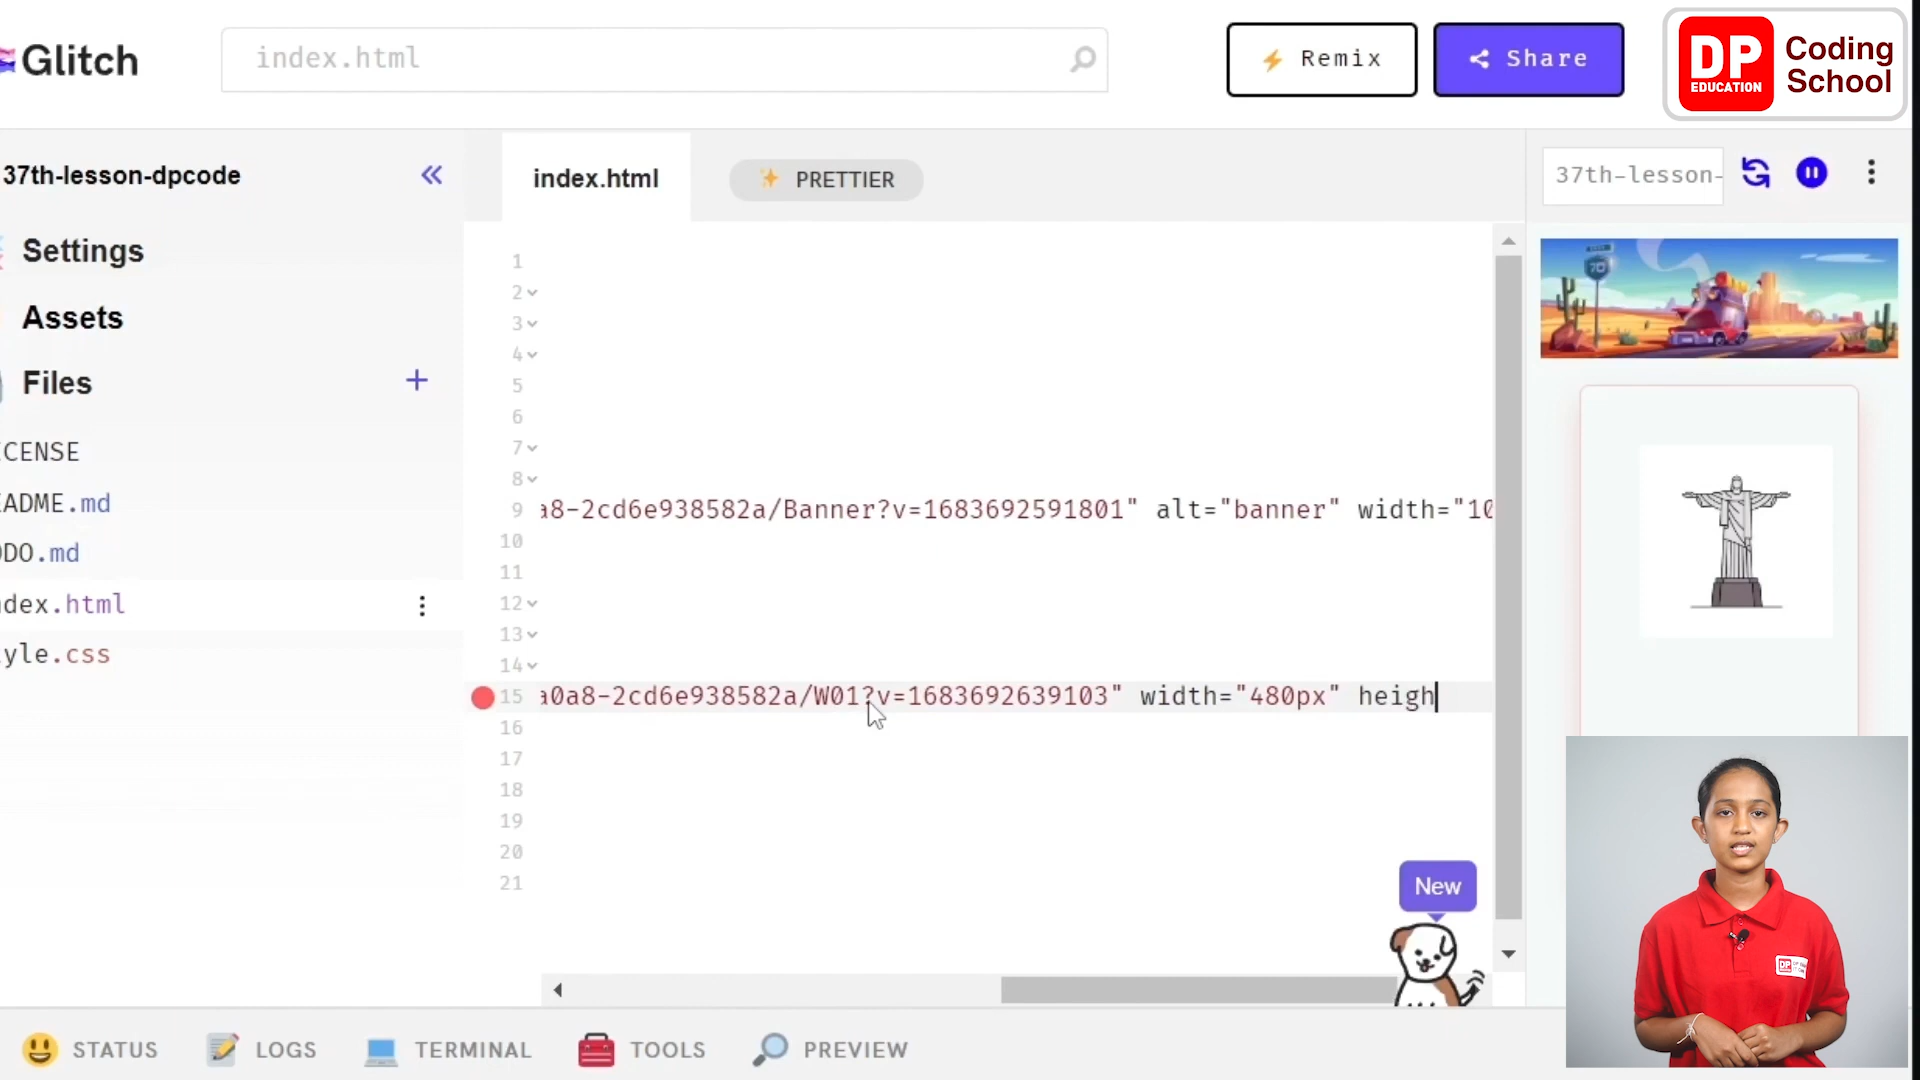 Glitch
index.html
Remix
Share
DP
EDUCATION
Coding
School
37th-lesson-dpcode
index.html
PRETTIER
37th-lesson-
Settings
Assets
Files
CENSE
ADME.md
DO.md
dex.html
yle.css
1
2
3
4
5
6
7
8
9 a8-2cd6e938582a/Banner?v=1683692591801" alt="banner" width="10
10
11
12
13
14
15 a0a8-2cd6e938582a/W01?v=1683692639103" width="480px" heigh
16
17
18
19
20
21
70
New
DP
STATUS
LOGS
TERMINAL
TOOLS
PREVIEW